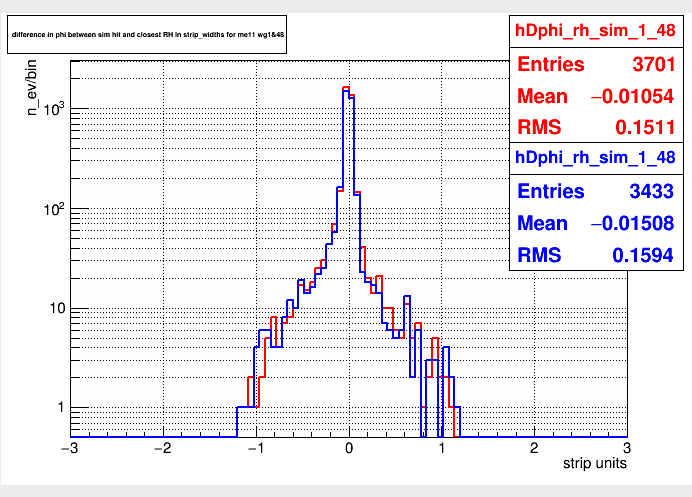 difference in phi between sim hit and closest RH in strip_widths for me11 wg1&48
hDphi_rh_sim_1_48
Entries 3701
Mean −0.01054
RMS 0.1511
hDphi_rh_sim_1_48
Entries 3433
Mean −0.01508
RMS 0.1594
n_ev/bin
10³
10²
10
1
−3 −2 −1 0 1 2 3
strip units